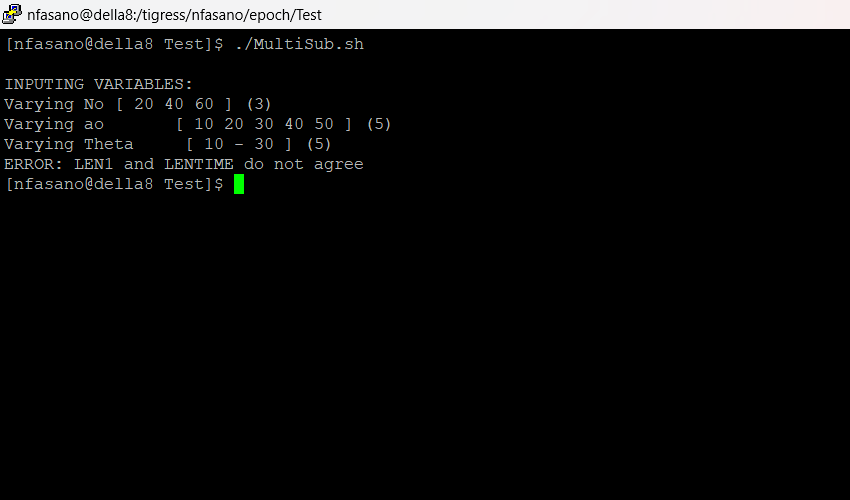 nfasano@della8:/tigress/nfasano/epoch/Test
[nfasano@della8 Test]$ ./MultiSub.sh
INPUTING VARIABLES:
Varying No [ 20 40 60 ] (3)
Varying ao [ 10 20 30 40 50 ] (5)
Varying Theta [ 10 - 30 ] (5)
ERROR: LEN1 and LENTIME do not agree
[nfasano@della8 Test]$